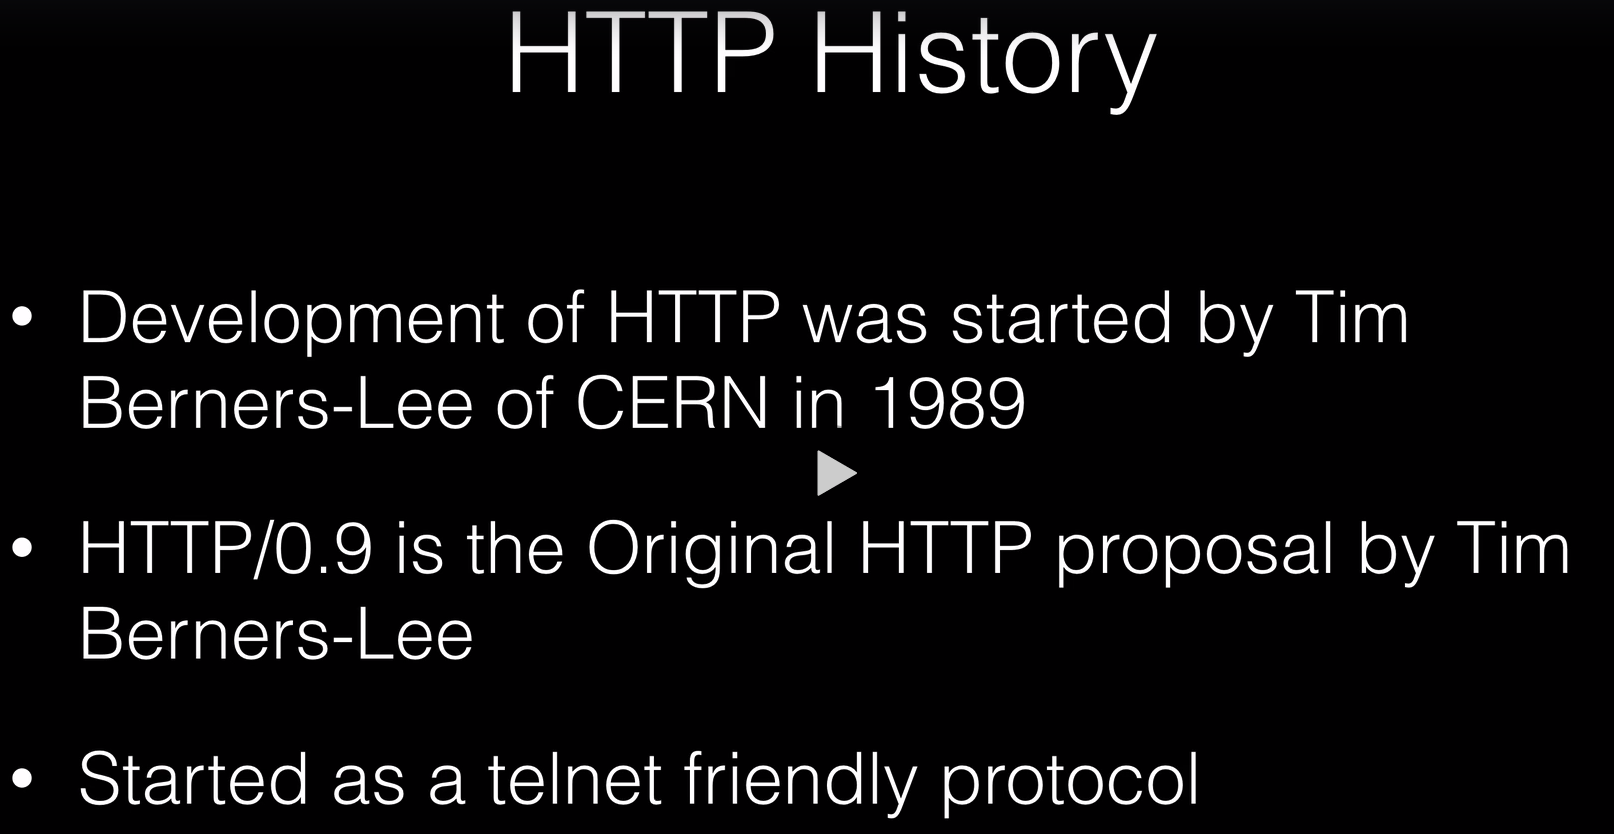 HTTP History
• Development of HTTP was started by Tim
Berners-Lee of CERN in 1989
• HTTP/0.9 is the Original HTTP proposal by Tim
Berners-Lee
• Started as a telnet friendly protocol